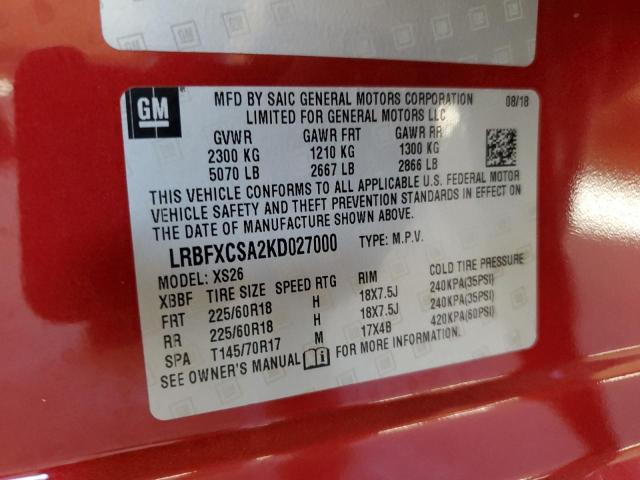 GM
MFD BY SAIC GENERAL MOTORS CORPORATION 08/18
LIMITED FOR GENERAL MOTORS LLC
GVWR GAWR FRT GAWR RR
2300 KG 1210 KG 1300 KG
5070 LB 2667 LB 2866 LB
THIS VEHICLE CONFORMS TO ALL APPLICABLE U.S. FEDERAL MOTOR
VEHICLE SAFETY AND THEFT PREVENTION STANDARDS IN EFFECT ON
THE DATE OF MANUFACTURE SHOWN ABOVE.
LRBFXCSA2KD027000 TYPE: M.P.V.
MODEL: XS26
XBBF TIRE SIZE SPEED RTG RIM COLD TIRE PRESSURE
FRT 225/60R18 H 18X7.5J 240KPA(35PSI)
RR 225/60R18 H 18X7.5J 240KPA(35PSI)
SPA T145/70R17 M 17X4B 420KPA(60PSI)
SEE OWNER'S MANUAL FOR MORE INFORMATION.